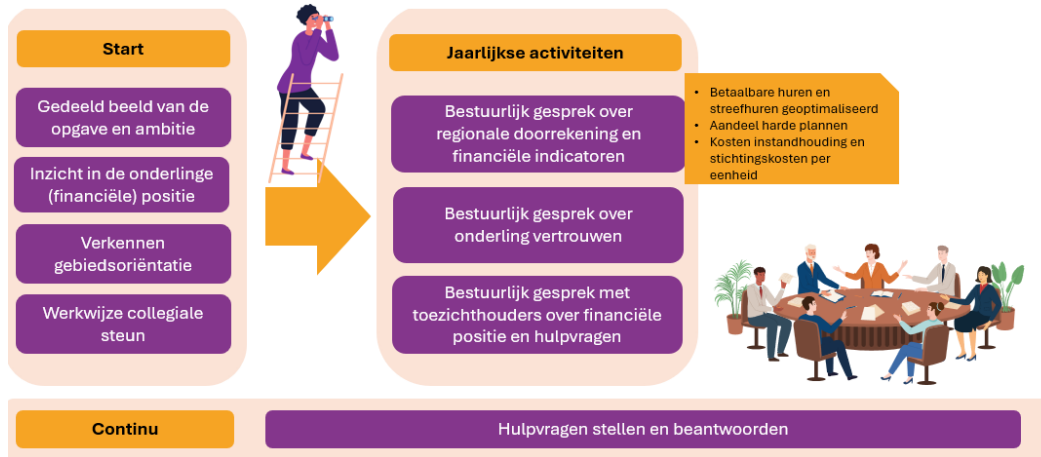 Start
Gedeeld beeld van de
opgave en ambitie
Inzicht in de onderlinge
(financiële) positie
Verkennen
gebiedsoriëntatie
Werkwijze collegiale
steun
Jaarlijkse activiteiten
Bestuurlijk gesprek over
regionale doorrekening en
financiële indicatoren
• Betaalbare huren en
streefhuren geoptimaliseerd
• Aandeel harde plannen
• Kosten instandhouding en
stichtingskosten per
eenheid
Bestuurlijk gesprek over
onderling vertrouwen
Bestuurlijk gesprek met
toezichthouders over financiële
positie en hulpvragen
Continu
Hulpvragen stellen en beantwoorden